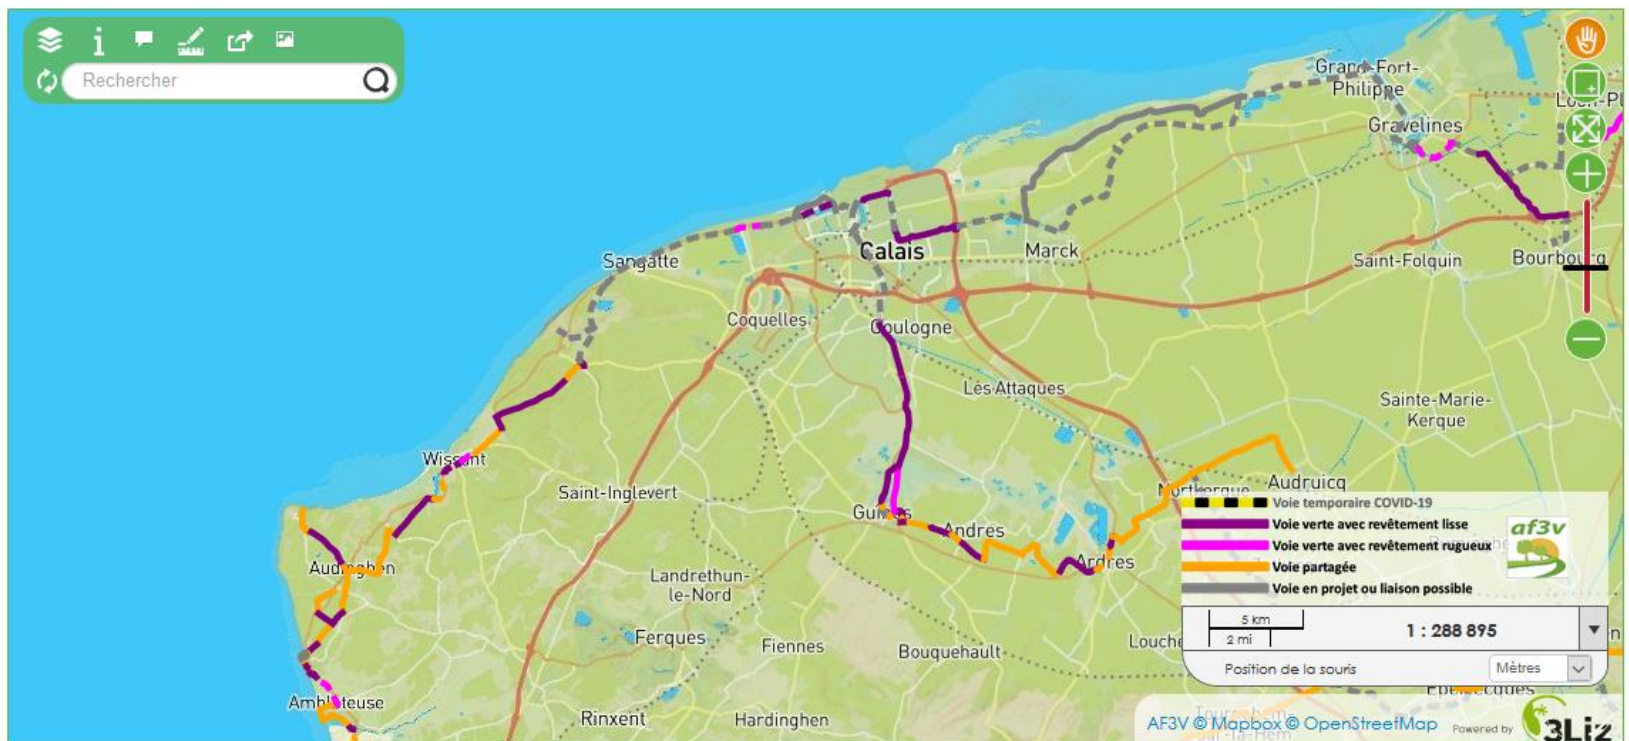 Rechercher
Grand-Fort-
Philippe
Gravelines
Calais
Marck
Sangatte
Saint-Folquin
Bourbourg
Coquelles
Coulogne
Les Attaques
Sainte-Marie-
Kerque
Wissant
Saint-Inglevert
Audruicq
Nortkerque
Guînes
Andres
Ardres
Audinghen
Landrethun-
le-Nord
Ferques
Fiennes
Bouquehault
Louche
Ambleteuse
Rinxent
Hardinghen
Voie temporaire COVID-19
Voie verte avec revêtement lisse
Voie verte avec revêtement rugueux
Voie partagée
Voie en projet ou liaison possible
af3v
5 km
2 mi
1 : 288 895
Position de la souris
Mètres
AF3V © Mapbox © OpenStreetMap
Powered by
3Liz